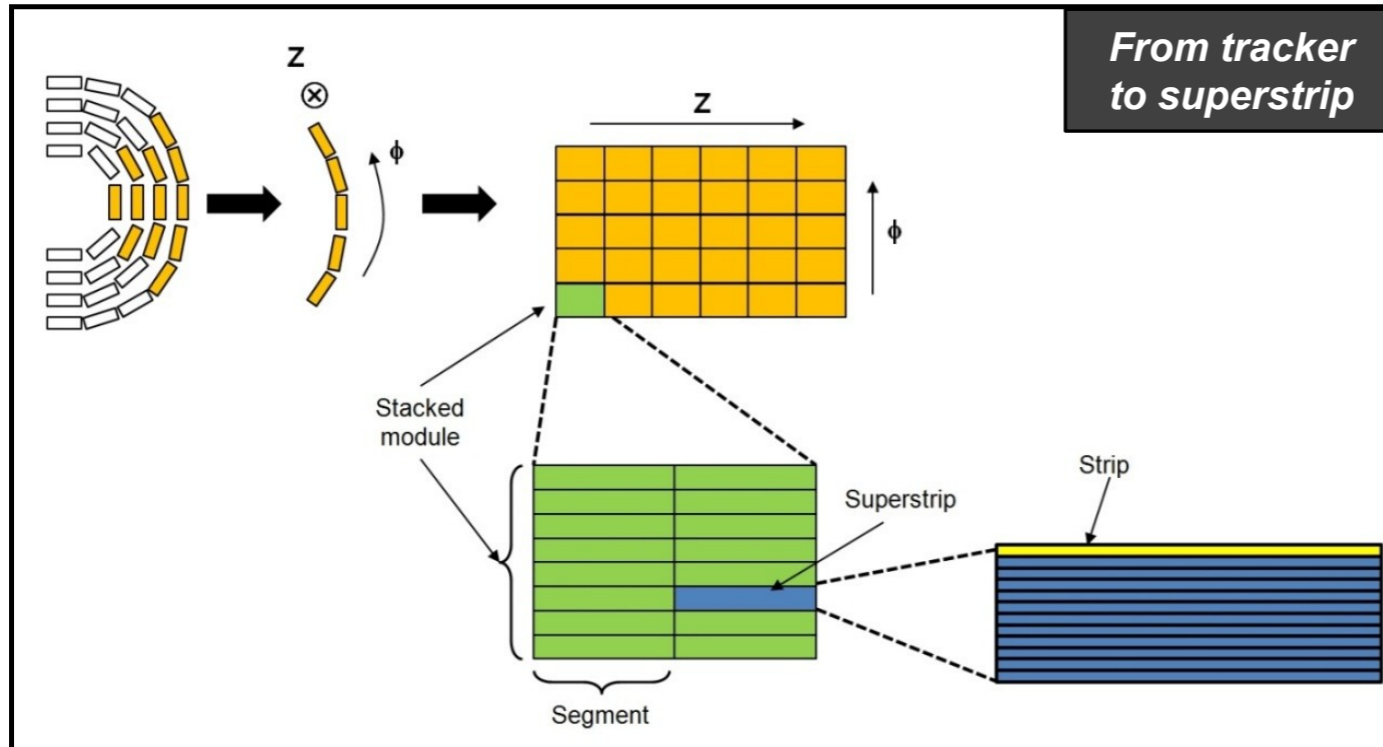 From tracker
to superstrip
Z
ϕ
Z
ϕ
Stacked
module
Superstrip
Strip
Segment